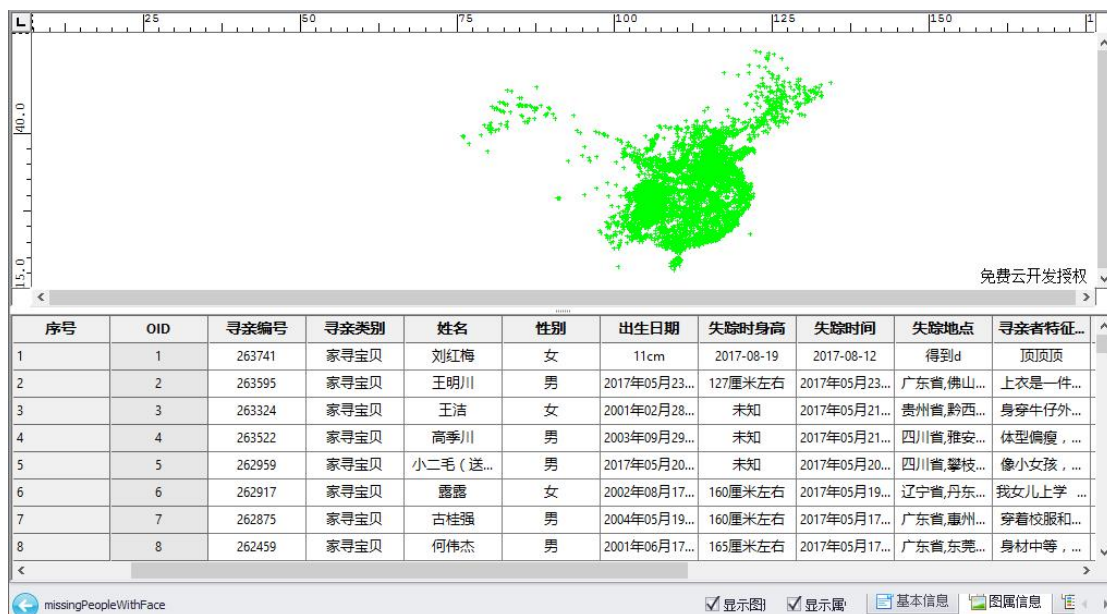 25 50 75 100 125 150 1
40.0
15.0
免费云开发授权
序号 OID 寻亲编号 寻亲类别 姓名 性别 出生日期 失踪时身高 失踪时间 失踪地点 寻亲者特征...
1 1 263741 家寻宝贝 刘红梅 女 11cm 2017-08-19 2017-08-12 得到d 顶顶顶
2 2 263595 家寻宝贝 王明川 男 2017年05月23... 127厘米左右 2017年05月23... 广东省,佛山... 上衣是一件...
3 3 263324 家寻宝贝 王洁 女 2001年02月28... 未知 2017年05月21... 贵州省,黔西... 身穿牛仔外...
4 4 263522 家寻宝贝 高季川 男 2003年09月29... 未知 2017年05月21... 四川省,雅安... 体型偏瘦，...
5 5 262959 家寻宝贝 小二毛（送... 男 2017年05月20... 未知 2017年05月20... 四川省,攀枝... 像小女孩，...
6 6 262917 家寻宝贝 露露 女 2002年08月17... 160厘米左右 2017年05月19... 辽宁省,丹东... 我女儿上学 ...
7 7 262875 家寻宝贝 古桂强 男 2004年05月19... 160厘米左右 2017年05月17... 广东省,惠州... 穿着校服和...
8 8 262459 家寻宝贝 何伟杰 男 2001年06月17... 165厘米左右 2017年05月17... 广东省,东莞... 身材中等，...
missingPeopleWithFace 显示图 显示属 基本信息 图属信息